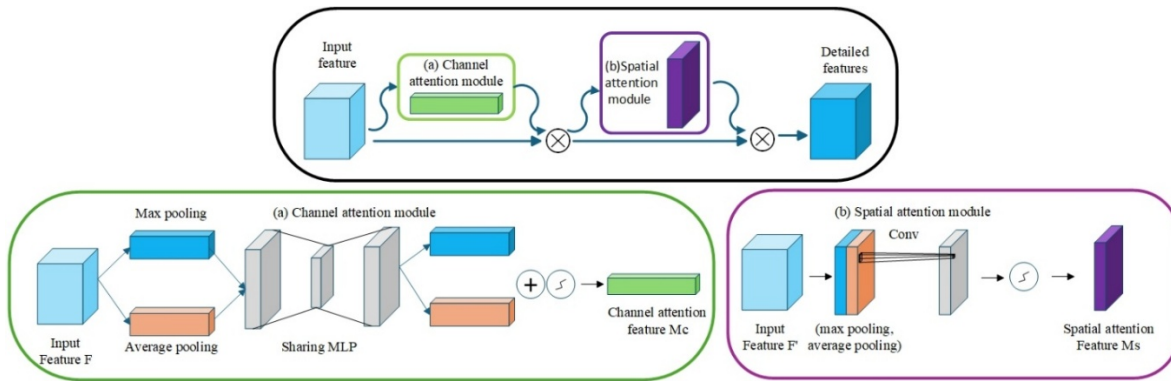 Input
feature
(a) Channel
attention module
(b)Spatial
attention
module
Detailed
features
Max pooling
(a) Channel attention module
Input
Feature F
Average pooling
Sharing MLP
Channel attention
feature Mc
(b) Spatial attention module
Conv
Input
Feature F'
(max pooling,
average pooling)
Spatial attention
Feature Ms